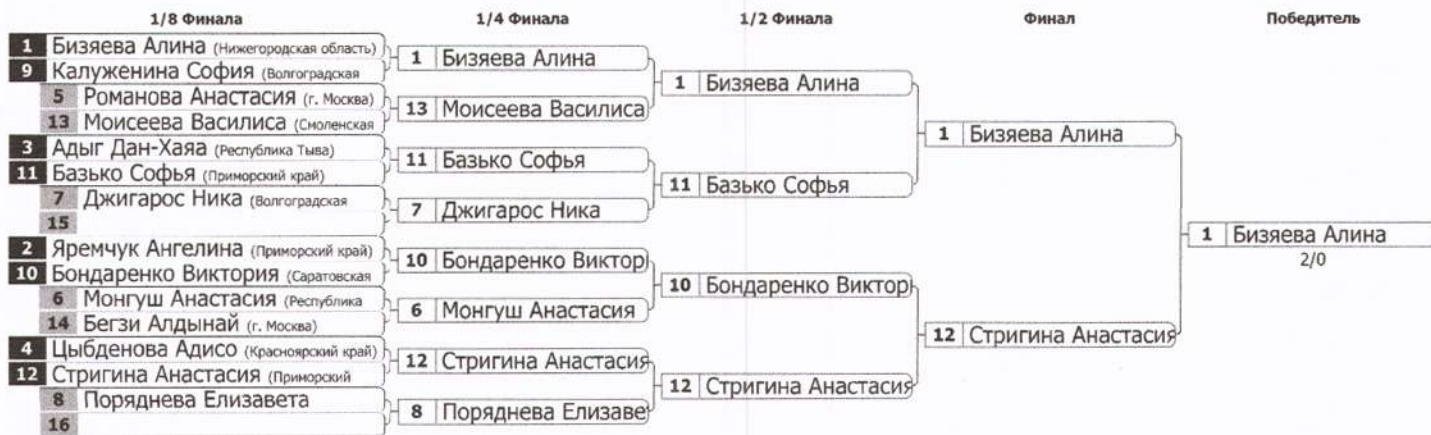 1/8 Финала 1/4 Финала 1/2 Финала Финал Победитель
1 Бизяева Алина (Нижегородская область)
9 Калуженина София (Волгоградская
5 Романова Анастасия (г. Москва)
13 Моисеева Василиса (Смоленская
3 Адыг Дан-Хаяа (Республика Тыва)
11 Базько Софья (Приморский край)
7 Джигарос Ника (Волгоградская
15
2 Яремчук Ангелина (Приморский край)
10 Бондаренко Виктория (Саратовская
6 Монгуш Анастасия (Республика
14 Бегзи Алдынай (г. Москва)
4 Цыбденова Адисо (Красноярский край)
12 Стригина Анастасия (Приморский
8 Поряднева Елизавета
16
1 Бизяева Алина
13 Моисеева Василиса
11 Базько Софья
7 Джигарос Ника
10 Бондаренко Виктори
6 Монгуш Анастасия
12 Стригина Анастасия
8 Поряднева Елизавет
1 Бизяева Алина
11 Базько Софья
10 Бондаренко Виктори
12 Стригина Анастасия
1 Бизяева Алина
12 Стригина Анастасия
1 Бизяева Алина
2/0